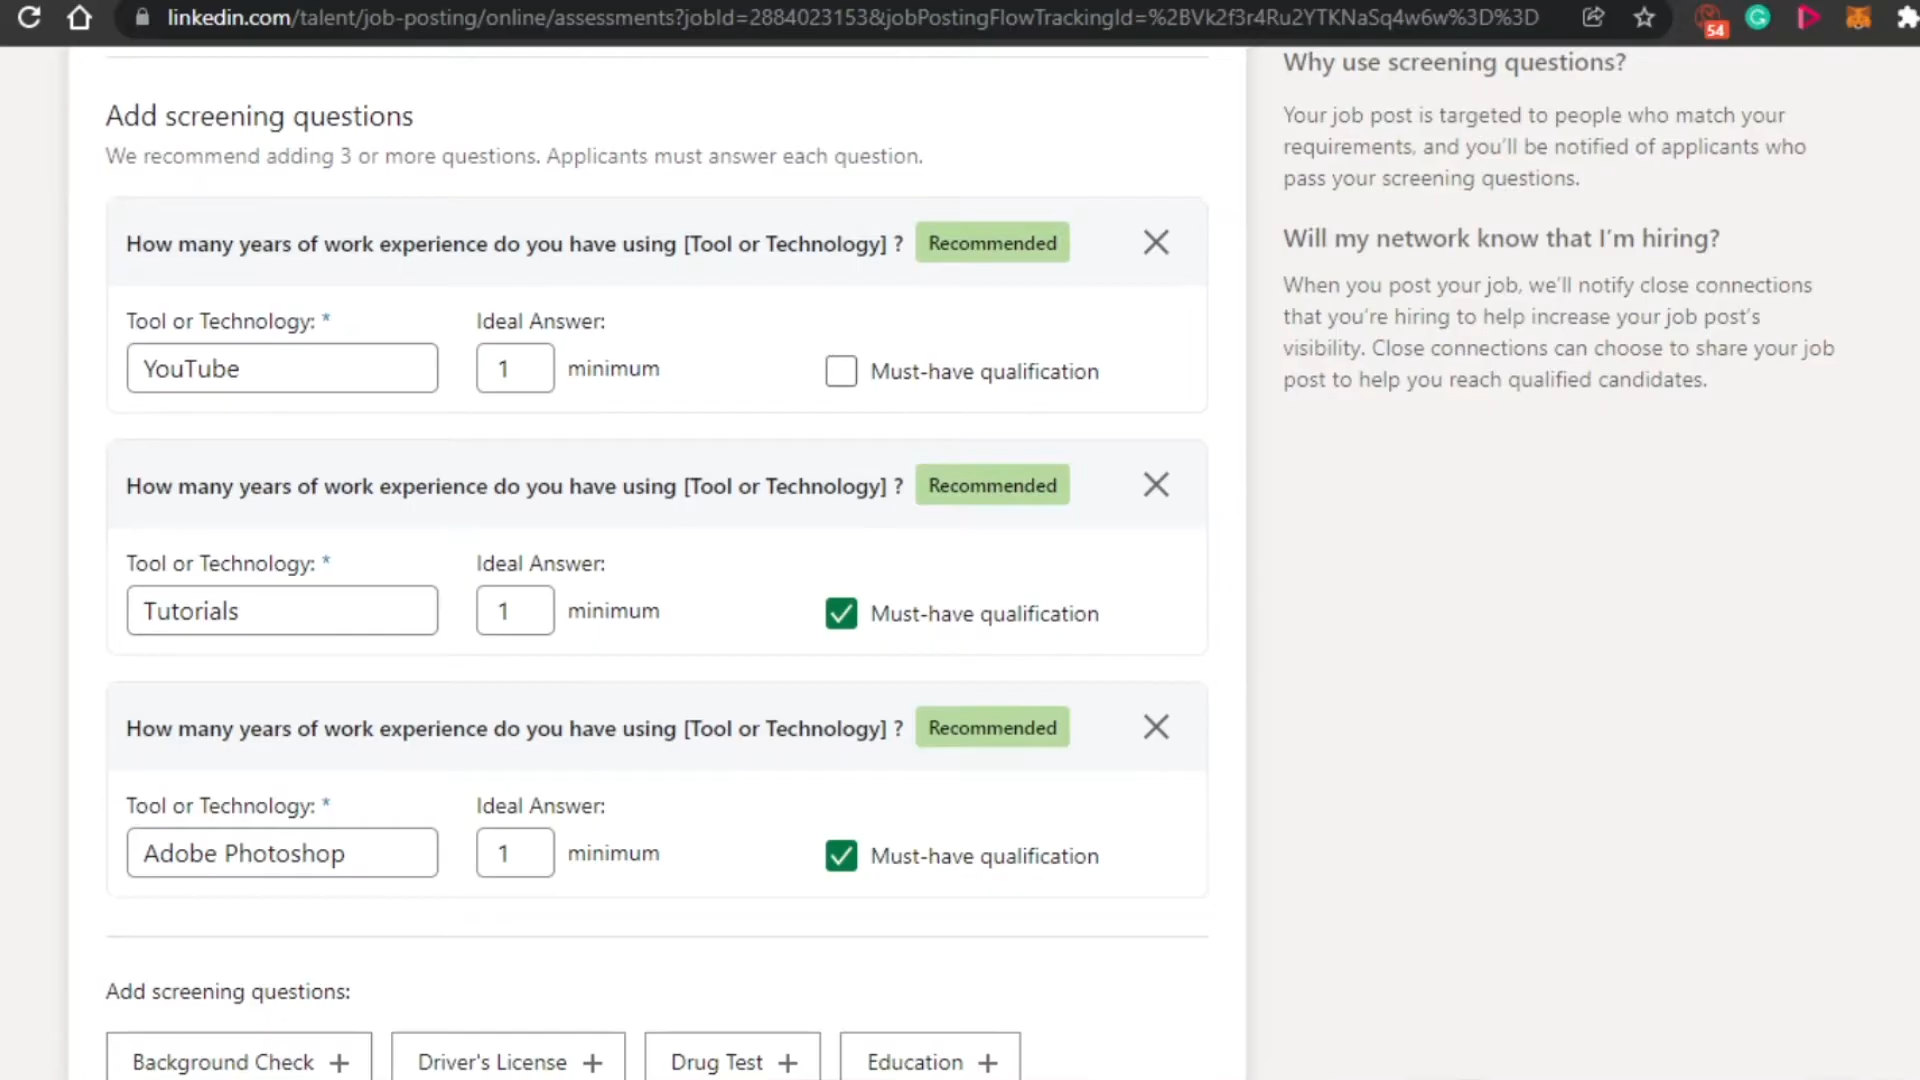 linkedin.com/talent/job-posting/online/assessments?jobId=2884023153&jobPostingFlowTrackingId=%2BVk2f3r4Ru2YTKNaSq4w6w%3D%3D
54
Add screening questions
We recommend adding 3 or more questions. Applicants must answer each question.
How many years of work experience do you have using [Tool or Technology] ? Recommended
Tool or Technology: * Ideal Answer:
YouTube 1 minimum Must-have qualification
How many years of work experience do you have using [Tool or Technology] ? Recommended
Tool or Technology: * Ideal Answer:
Tutorials 1 minimum Must-have qualification
How many years of work experience do you have using [Tool or Technology] ? Recommended
Tool or Technology: * Ideal Answer:
Adobe Photoshop 1 minimum Must-have qualification
Add screening questions:
Background Check + Driver's License + Drug Test + Education +
Why use screening questions?
Your job post is targeted to people who match your
requirements, and you'll be notified of applicants who
pass your screening questions.
Will my network know that I'm hiring?
When you post your job, we'll notify close connections
that you're hiring to help increase your job post's
visibility. Close connections can choose to share your job
post to help you reach qualified candidates.